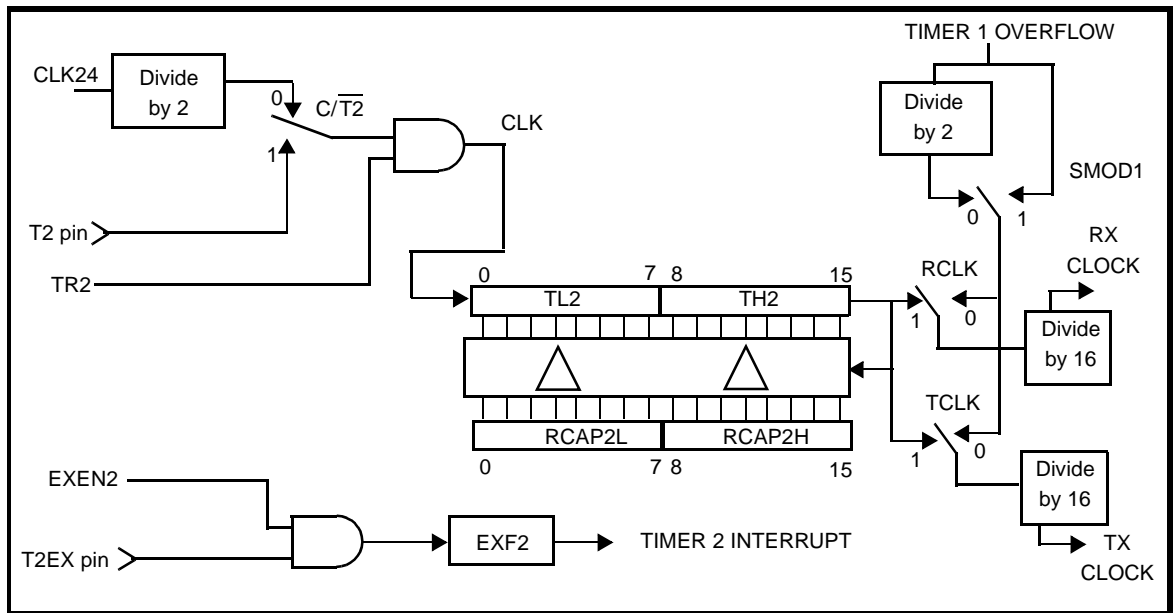 TIMER 1 OVERFLOW
CLK24
Divide
by 2
0
C/T2
1
CLK
Divide
by 2
SMOD1
0
1
T2 pin
TR2
RX
CLOCK
0
7
8
15
TL2
TH2
RCLK
1
0
Divide
by 16
RCAP2L
RCAP2H
0
7
8
15
TCLK
1
0
Divide
by 16
TX
CLOCK
EXEN2
T2EX pin
EXF2
TIMER 2 INTERRUPT